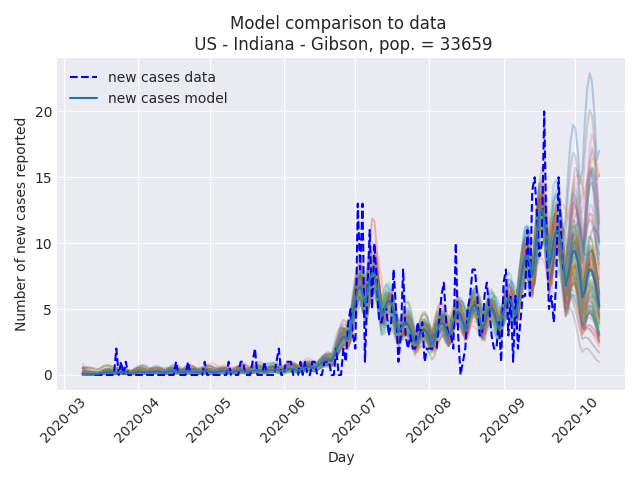 Model comparison to data
US - Indiana - Gibson, pop. = 33659
new cases data
new cases model
Number of new cases reported
20
15
10
5
0
2020-03
2020-04
2020-05
2020-06
2020-07
2020-08
2020-09
2020-10
Day